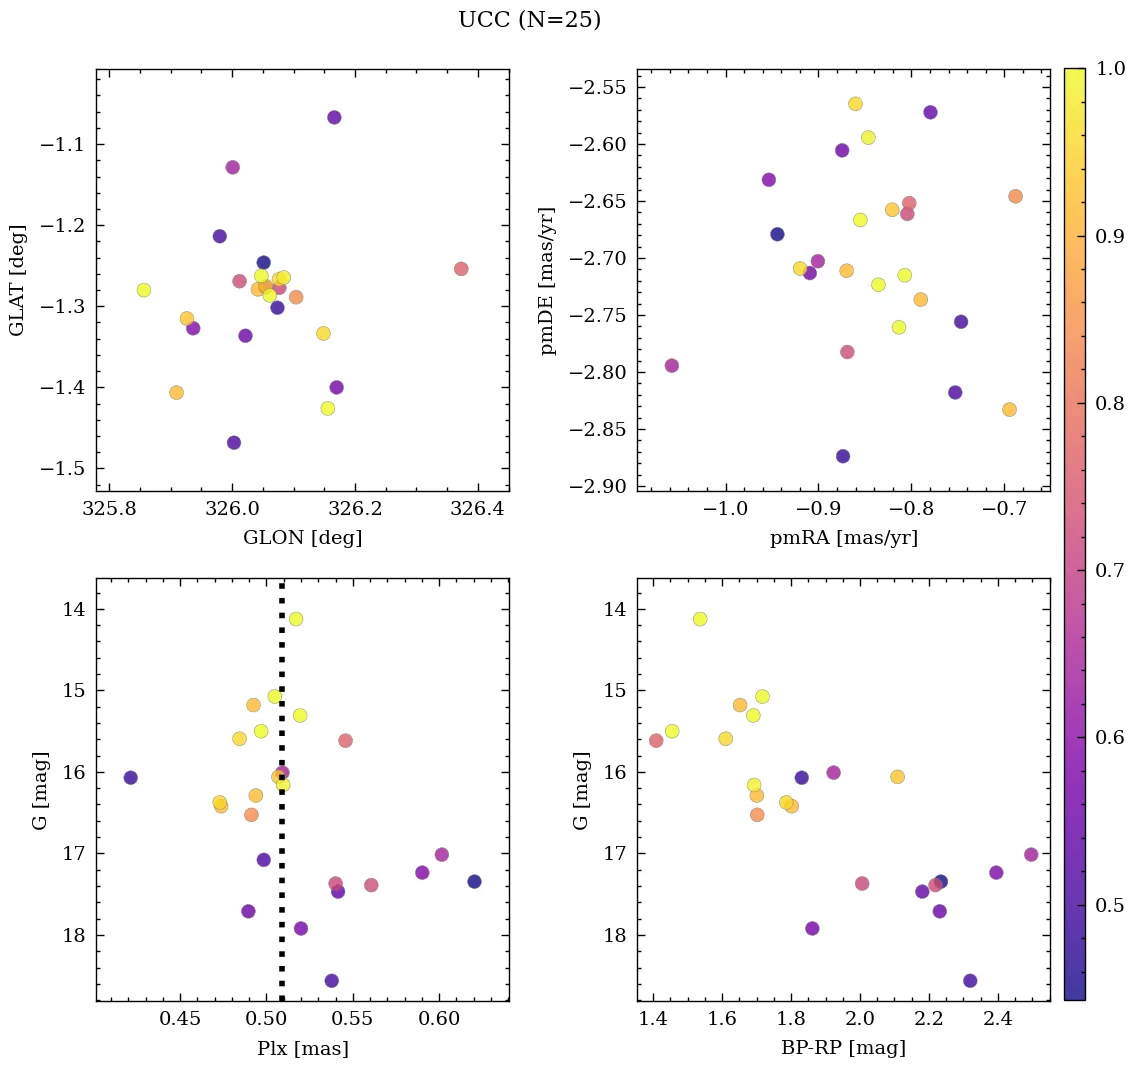 UCC (N=25)
−1.1
−1.2
−1.3
−1.4
−1.5
GLAT [deg]
325.8 326.0 326.2 326.4
GLON [deg]
−2.55
−2.60
−2.65
−2.70
−2.75
−2.80
−2.85
−2.90
pmDE [mas/yr]
−1.0 −0.9 −0.8 −0.7
pmRA [mas/yr]
14
15
16
17
18
G [mag]
0.45 0.50 0.55 0.60
Plx [mas]
14
15
16
17
18
G [mag]
1.4 1.6 1.8 2.0 2.2 2.4
BP-RP [mag]
1.0
0.9
0.8
0.7
0.6
0.5